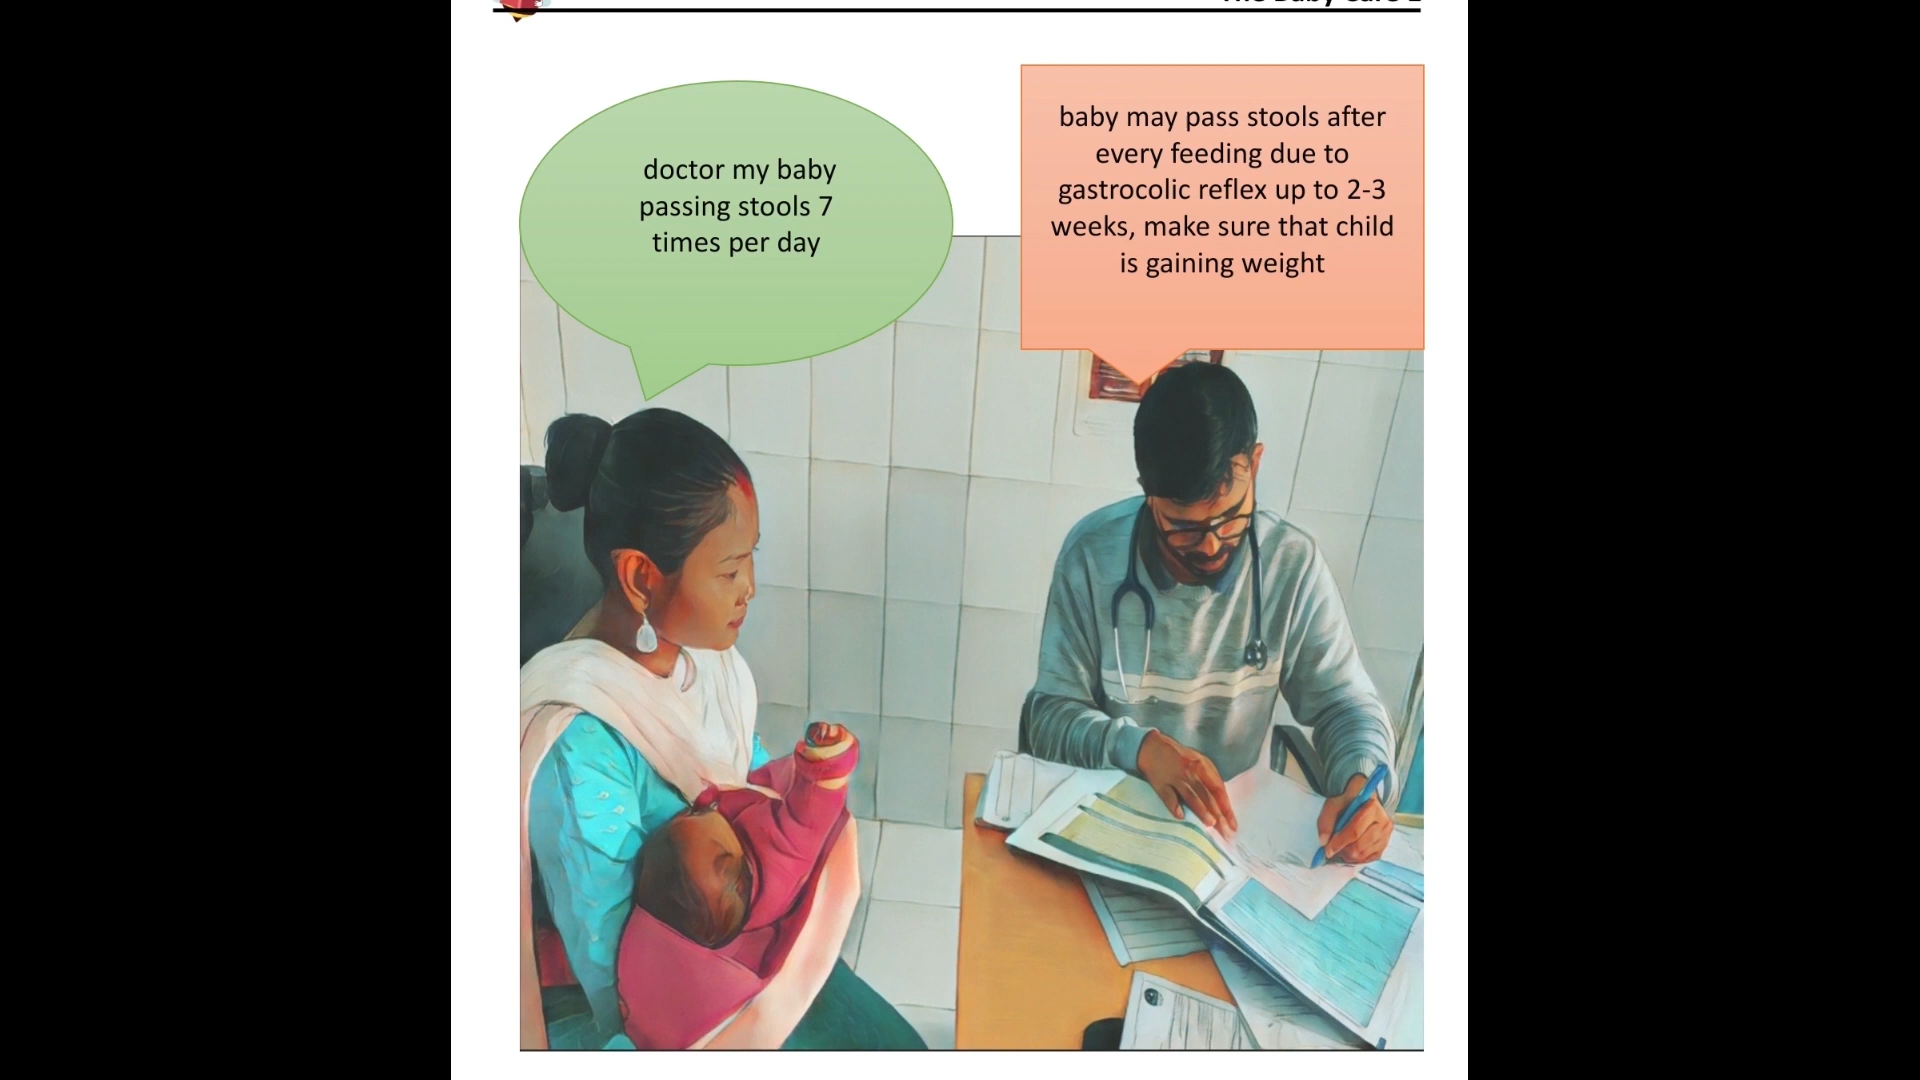 doctor my baby
passing stools 7
times per day
baby may pass stools after
every feeding due to
gastrocolic reflex up to 2-3
weeks, make sure that child
is gaining weight